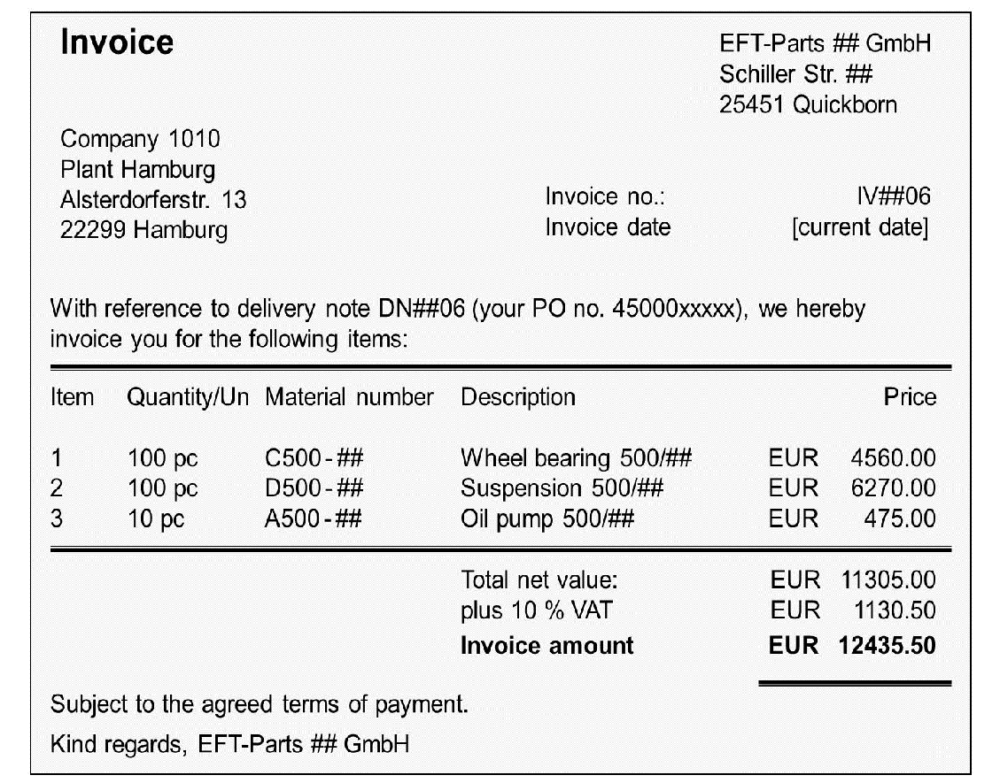 Invoice
EFT-Parts ## GmbH
Schiller Str. ##
25451 Quickborn
Company 1010
Plant Hamburg
Alsterdorferstr. 13
22299 Hamburg
Invoice no.: IV##06
Invoice date [current date]
With reference to delivery note DN##06 (your PO no. 45000xxxxx), we hereby
invoice you for the following items:
Item Quantity/Un Material number Description Price
1 100 pc C500-## Wheel bearing 500/## EUR 4560.00
2 100 pc D500-## Suspension 500/## EUR 6270.00
3 10 pc A500-## Oil pump 500/## EUR 475.00
Total net value: EUR 11305.00
plus 10 % VAT EUR 1130.50
Invoice amount EUR 12435.50
Subject to the agreed terms of payment.
Kind regards, EFT-Parts ## GmbH